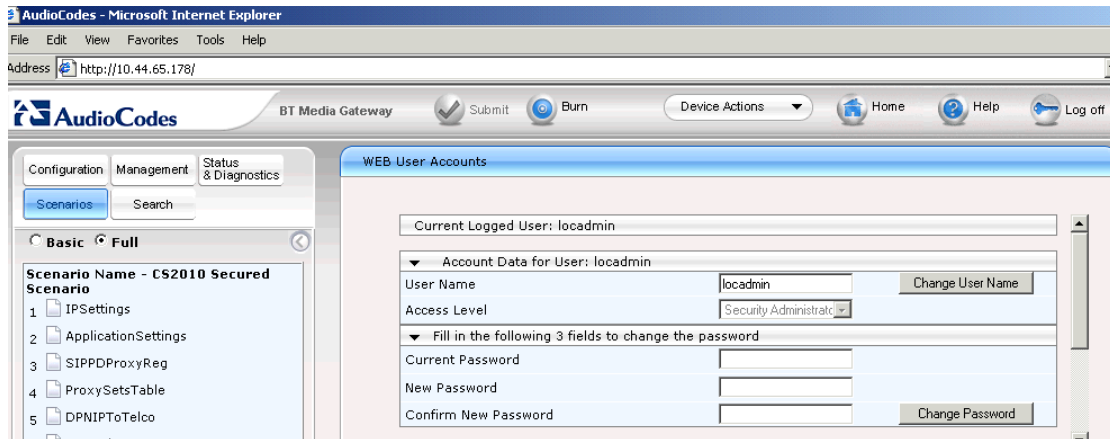 AudioCodes - Microsoft Internet Explorer
File Edit View Favorites Tools Help
Address http://10.44.65.178/
AudioCodes BT Media Gateway Submit Burn Device Actions Home Help Log off
Configuration Management Status & Diagnostics
Scenarios Search
Basic Full
Scenario Name - CS2010 Secured
Scenario
1 IPSettings
2 ApplicationSettings
3 SIPPDProxyReg
4 ProxySetsTable
5 DPNIPToTelco
WEB User Accounts
Current Logged User: locadmin
Account Data for User: locadmin
User Name locadmin Change User Name
Access Level Security Administratc
Fill in the following 3 fields to change the password
Current Password
New Password
Confirm New Password Change Password